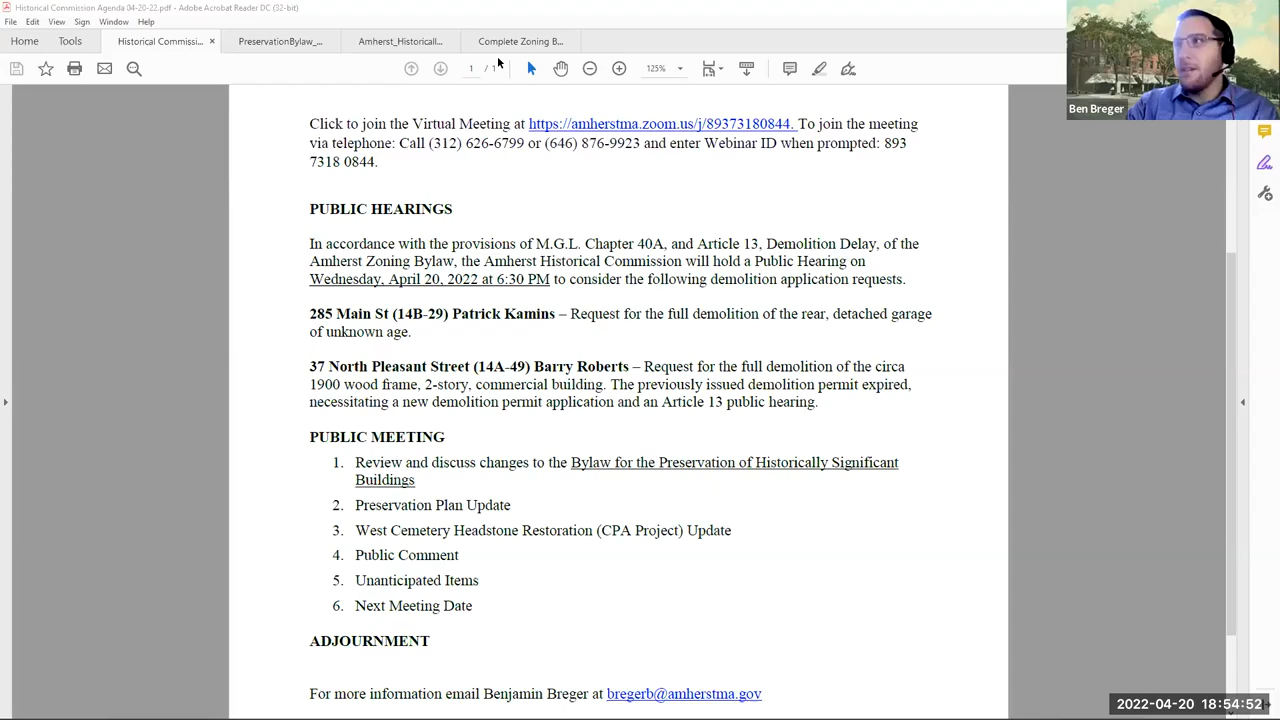 Historical Commission Agenda 04-20-22.pdf - Adobe Acrobat Reader DC (32-bit)
File Edit View Sign Window Help
Home Tools Historical Commissi... × PreservationBylaw_... Amherst_Historicall... Complete Zoning B...
1 / 1 125%
Ben Breger
Click to join the Virtual Meeting at https://amherstma.zoom.us/j/89373180844. To join the meeting
via telephone: Call (312) 626-6799 or (646) 876-9923 and enter Webinar ID when prompted: 893
7318 0844.
PUBLIC HEARINGS
In accordance with the provisions of M.G.L. Chapter 40A, and Article 13, Demolition Delay, of the
Amherst Zoning Bylaw, the Amherst Historical Commission will hold a Public Hearing on
Wednesday, April 20, 2022 at 6:30 PM to consider the following demolition application requests.
285 Main St (14B-29) Patrick Kamins – Request for the full demolition of the rear, detached garage
of unknown age.
37 North Pleasant Street (14A-49) Barry Roberts – Request for the full demolition of the circa
1900 wood frame, 2-story, commercial building. The previously issued demolition permit expired,
necessitating a new demolition permit application and an Article 13 public hearing.
PUBLIC MEETING
1. Review and discuss changes to the Bylaw for the Preservation of Historically Significant
Buildings
2. Preservation Plan Update
3. West Cemetery Headstone Restoration (CPA Project) Update
4. Public Comment
5. Unanticipated Items
6. Next Meeting Date
ADJOURNMENT
For more information email Benjamin Breger at bregerb@amherstma.gov
2022-04-20 18:54:52